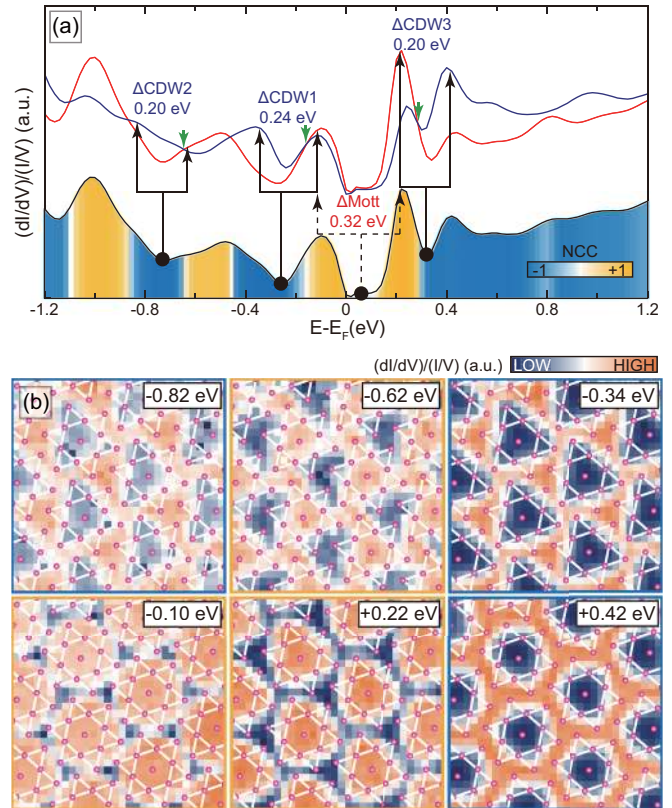 (a)
ΔCDW3
0.20 eV
ΔCDW2
0.20 eV
ΔCDW1
0.24 eV
(dI/dV)/(I/V) (a.u.)
ΔMott
0.32 eV
NCC
-1 +1
-1.2 -0.8 -0.4 0 0.4 0.8 1.2
E-E_F(eV)
(dI/dV)/(I/V) (a.u.) LOW HIGH
(b) -0.82 eV -0.62 eV -0.34 eV
-0.10 eV +0.22 eV +0.42 eV